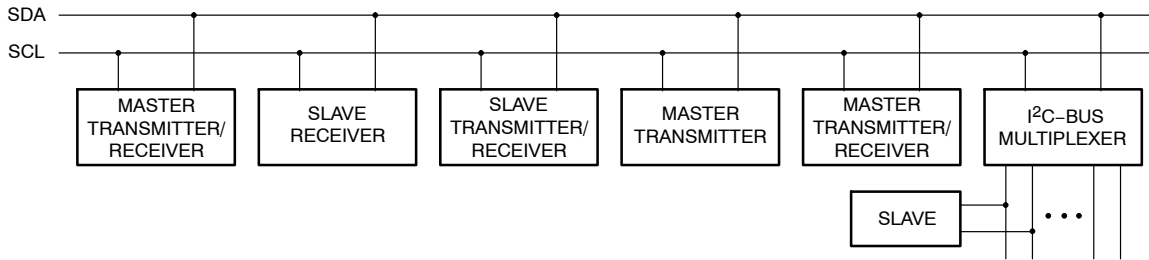 SDA
SCL
MASTER
TRANSMITTER/
RECEIVER
SLAVE
RECEIVER
SLAVE
TRANSMITTER/
RECEIVER
MASTER
TRANSMITTER
MASTER
TRANSMITTER/
RECEIVER
I²C−BUS
MULTIPLEXER
SLAVE